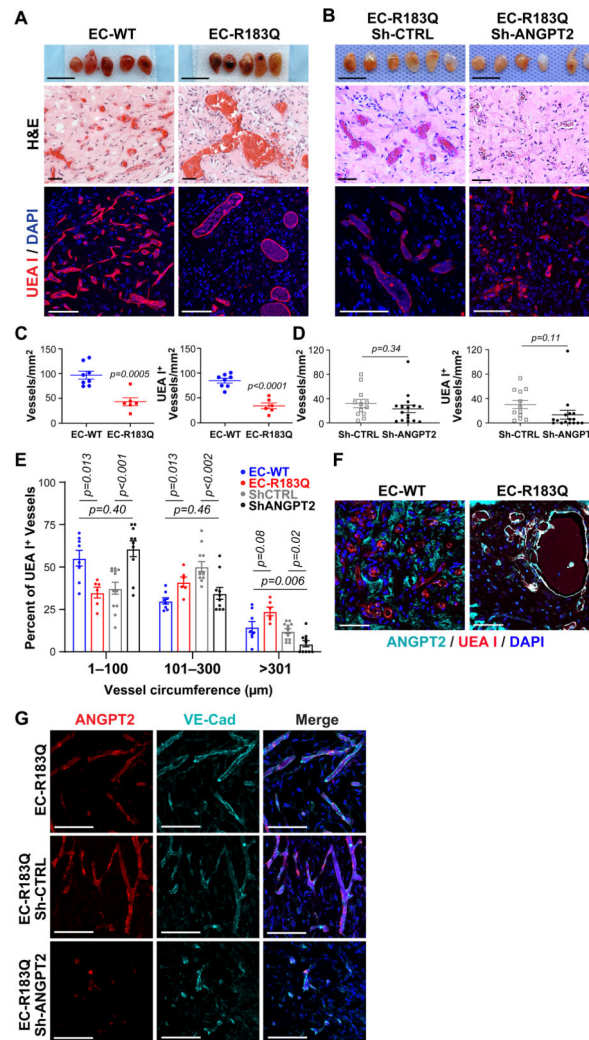 A
EC-WT
EC-R183Q
H&E
UEA I / DAPI
B
EC-R183Q
Sh-CTRL
EC-R183Q
Sh-ANGPT2
C
Vessels/mm²
150
100
50
0
p=0.0005
EC-WT EC-R183Q
UEA I⁺
Vessels/mm²
150
100
50
0
p<0.0001
EC-WT EC-R183Q
D
Vessels/mm²
120
80
40
0
p=0.34
Sh-CTRL Sh-ANGPT2
UEA I⁺
Vessels/mm²
120
80
40
0
p=0.11
Sh-CTRL Sh-ANGPT
E
Percent of UEA I⁺ Vessels
100
75
50
25
0
p=0.013
p<0.001
p=0.40
p=0.013
p<0.002
p=0.46
p=0.08
p=0.02
p=0.006
EC-WT
EC-R183Q
ShCTRL
ShANGPT2
1–100 101–300 >301
Vessel circumference (µm)
F
EC-WT
EC-R183Q
ANGPT2 / UEA I / DAPI
G
ANGPT2 VE-Cad Merge
EC-R183Q
EC-R183Q
Sh-CTRL
EC-R183Q
Sh-ANGPT2